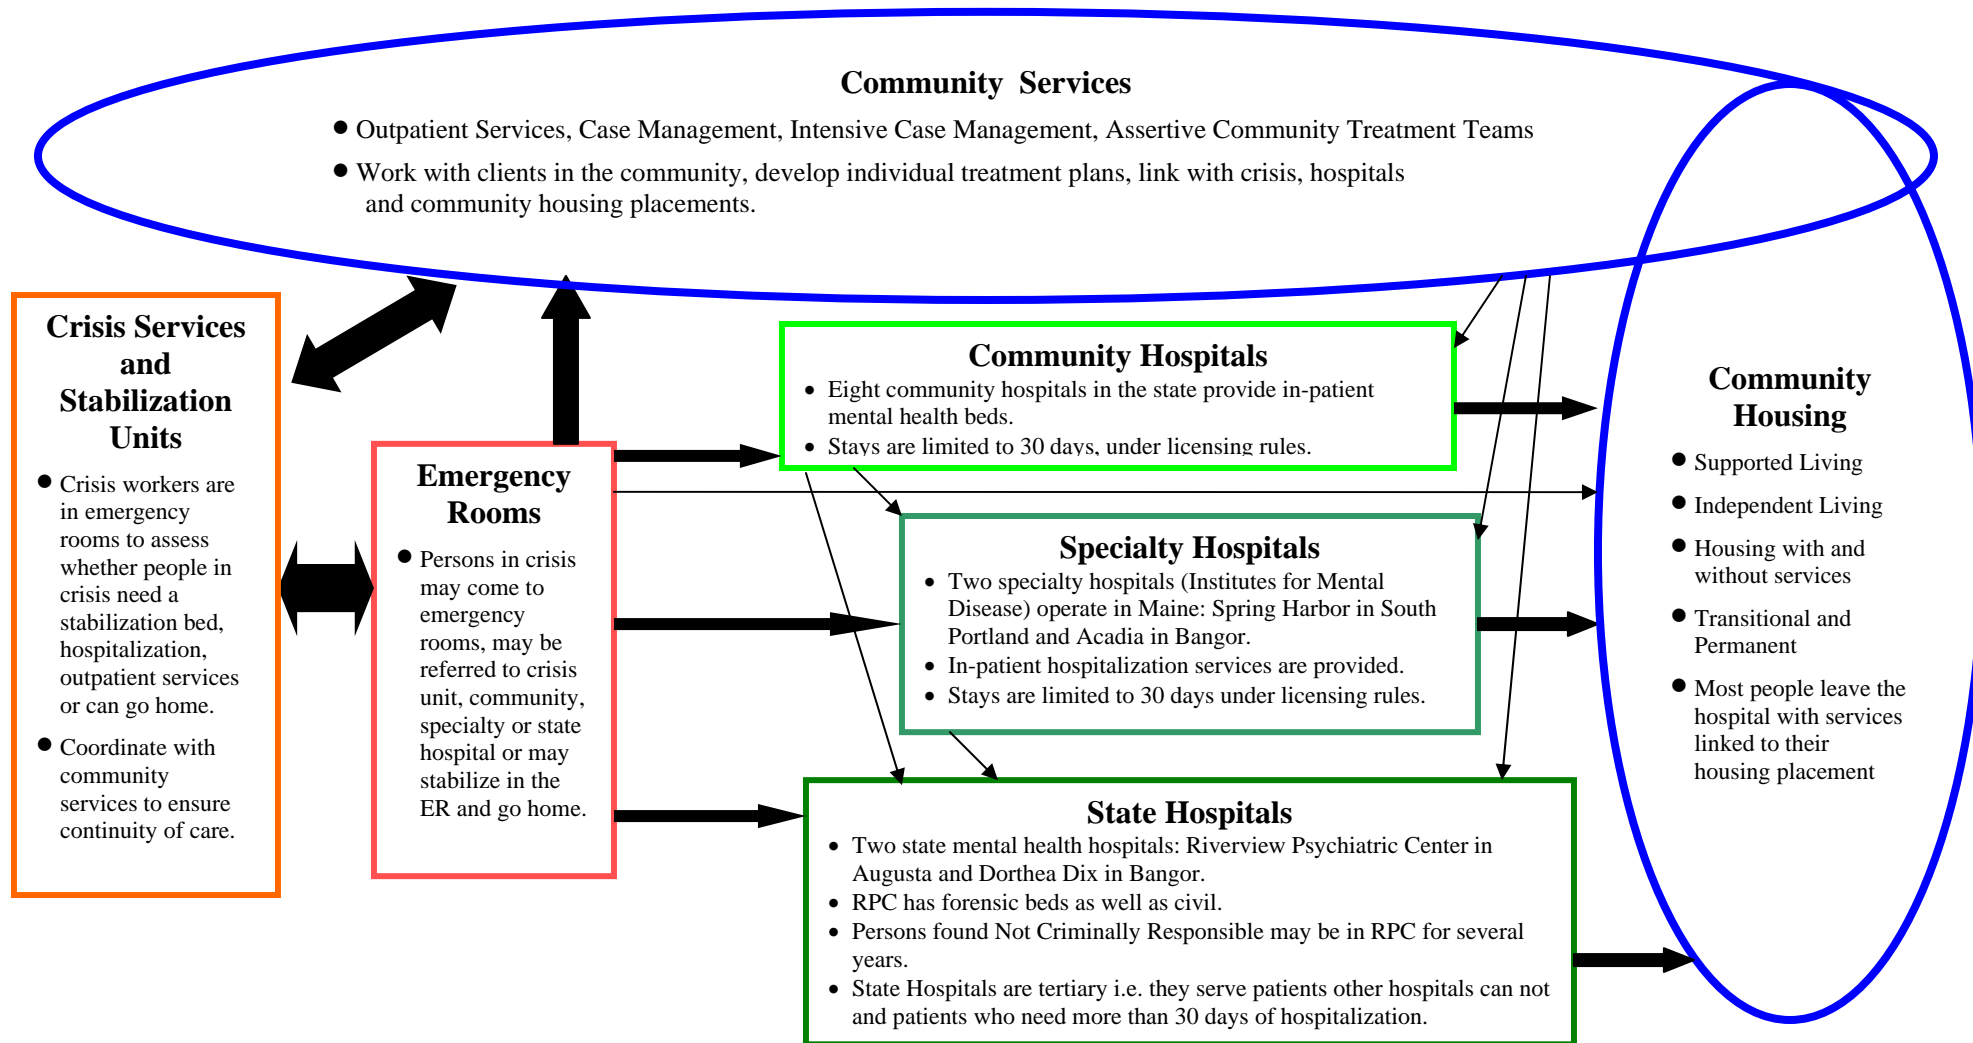 Community  Services
● Outpatient Services, Case Management, Intensive Case Management, Assertive Community Treatment Teams
● Work with clients in the community, develop individual treatment plans, link with crisis, hospitals
and community housing placements.
Crisis Services
and
Stabilization
Units
● Crisis workers are
in emergency
rooms to assess
whether people in
crisis need a
stabilization bed,
hospitalization,
outpatient services
or can go home.
● Coordinate with
community
services to ensure
continuity of care.
Emergency
Rooms
● Persons in crisis
may come to
emergency
rooms, may be
referred to crisis
unit, community,
specialty or state
hospital or may
stabilize in the
ER and go home.
Community Hospitals
• Eight community hospitals in the state provide in-patient
mental health beds.
• Stays are limited to 30 days, under licensing rules.
Specialty Hospitals
• Two specialty hospitals (Institutes for Mental
Disease) operate in Maine: Spring Harbor in South
Portland and Acadia in Bangor.
• In-patient hospitalization services are provided.
• Stays are limited to 30 days under licensing rules.
State Hospitals
• Two state mental health hospitals: Riverview Psychiatric Center in
Augusta and Dorthea Dix in Bangor.
• RPC has forensic beds as well as civil.
• Persons found Not Criminally Responsible may be in RPC for several
years.
• State Hospitals are tertiary i.e. they serve patients other hospitals can not
and patients who need more than 30 days of hospitalization.
Community
Housing
● Supported Living
● Independent Living
● Housing with and
without services
● Transitional and
Permanent
● Most people leave the
hospital with services
linked to their
housing placement